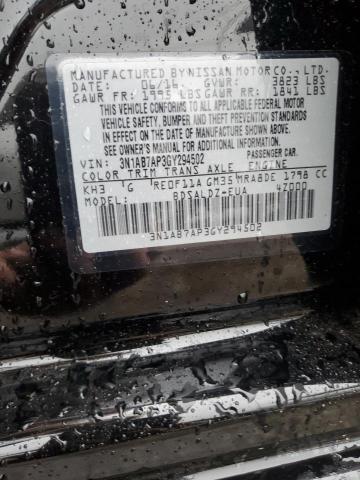 MANUFACTURED BY NISSAN MOTOR CO., LTD.
DATE: 06/16 GVWR: 3823 LBS
GAWR FR: 1995 LBS GAWR RR: 1841 LBS
THIS VEHICLE CONFORMS TO ALL APPLICABLE FEDERAL MOTOR
VEHICLE SAFETY, BUMPER AND THEFT PREVENTION STANDARDS
IN EFFECT ON THE DATE OF MANUFACTURE SHOWN ABOVE.
SEE OWNER'S MANUAL FOR MORE INFORMATION.
VIN: 3N1AB7AP3GY294502 PASSENGER CAR
COLOR TRIM TRANS AXLE ENGINE
KH3 G RE0F11A GM35 MRA8DE 1798 CC
MODEL: BDSALDZ-EUA 4Z000
3N1AB7AP3GY294502